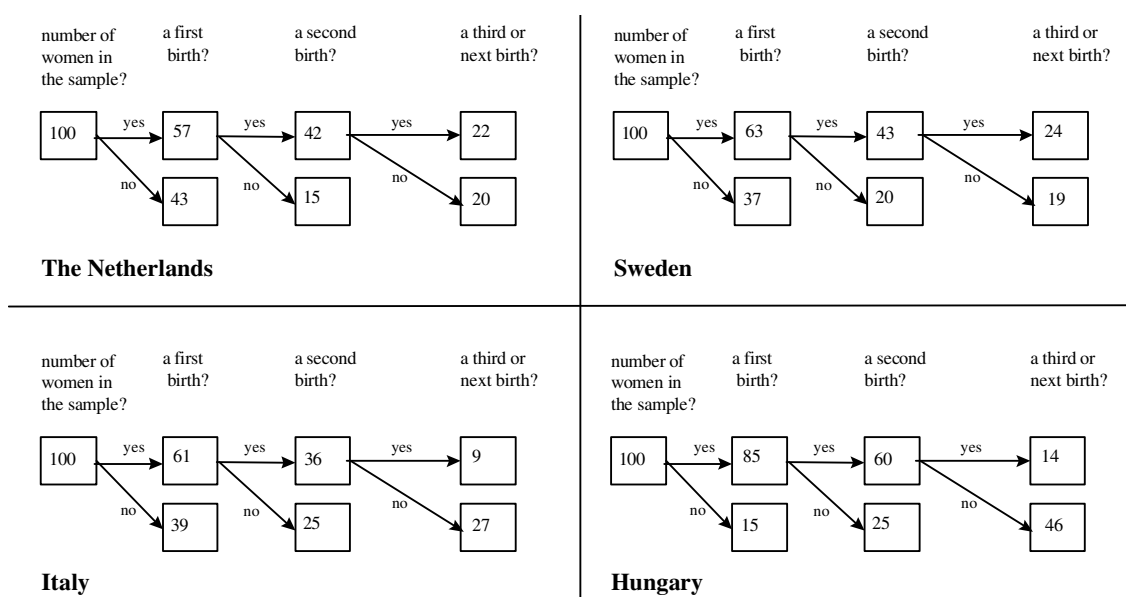 number of
women in
the sample?
a first
birth?
a second
birth?
a third or
next birth?
100
yes
57
yes
42
yes
22
no
43
no
15
no
20
The Netherlands
number of
women in
the sample?
a first
birth?
a second
birth?
a third or
next birth?
100
yes
63
yes
43
yes
24
no
37
no
20
no
19
Sweden
number of
women in
the sample?
a first
birth?
a second
birth?
a third or
next birth?
100
yes
61
yes
36
yes
9
no
39
no
25
no
27
Italy
number of
women in
the sample?
a first
birth?
a second
birth?
a third or
next birth?
100
yes
85
yes
60
yes
14
no
15
no
25
no
46
Hungary